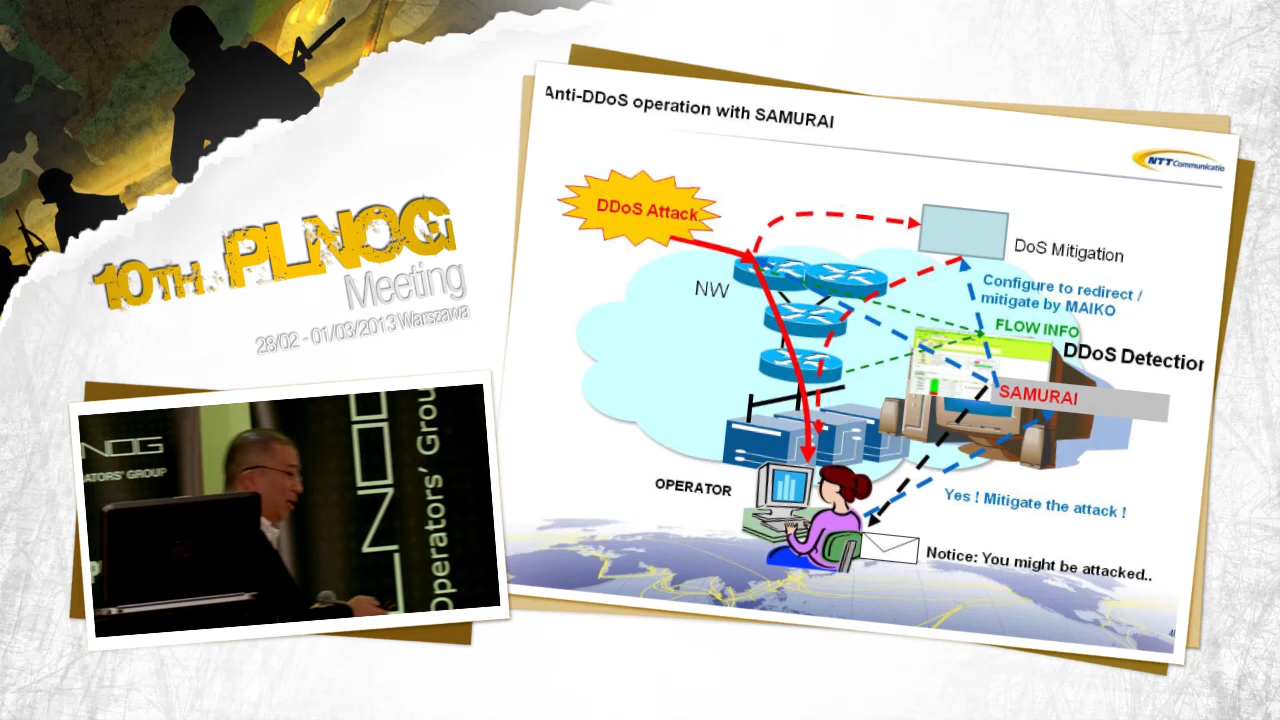 10TH PLNOG
Meeting
28/02 - 01/03/2013 Warszawa
NOG
ATORS' GROUP
NOG
Operators' Grou
Anti-DDoS operation with SAMURAI
NTT Communicatio
DDoS Attack
DoS Mitigation
NW
Configure to redirect /
mitigate by MAIKO
FLOW INFO
DDoS Detection
SAMURAI
OPERATOR
Yes ! Mitigate the attack !
Notice: You might be attacked..